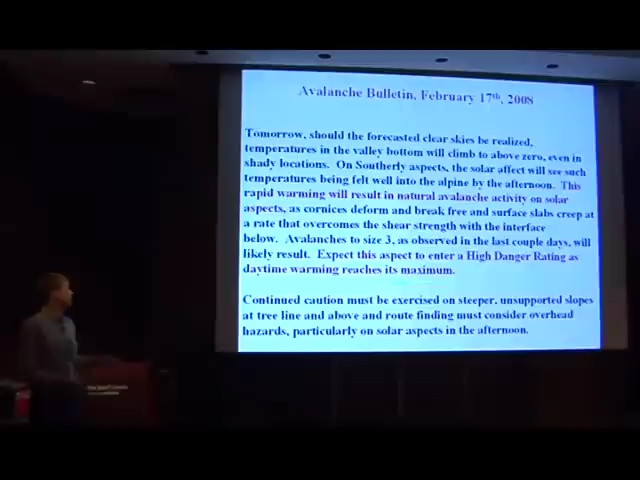 Avalanche Bulletin, February 17th, 2008
Tomorrow, should the forecasted clear skies be realized,
temperatures in the valley bottom will climb to above zero, even in
shady locations. On Southerly aspects, the solar affect will see such
temperatures being felt well into the alpine by the afternoon. This
rapid warming will result in natural avalanche activity on solar
aspects, as cornices deform and break free and surface slabs creep at
a rate that overcomes the shear strength with the interface
below. Avalanches to size 3, as observed in the last couple days, will
likely result. Expect this aspect to enter a High Danger Rating as
daytime warming reaches its maximum.
Continued caution must be exercised on steeper, unsupported slopes
at tree line and above and route finding must consider overhead
hazards, particularly on solar aspects in the afternoon.